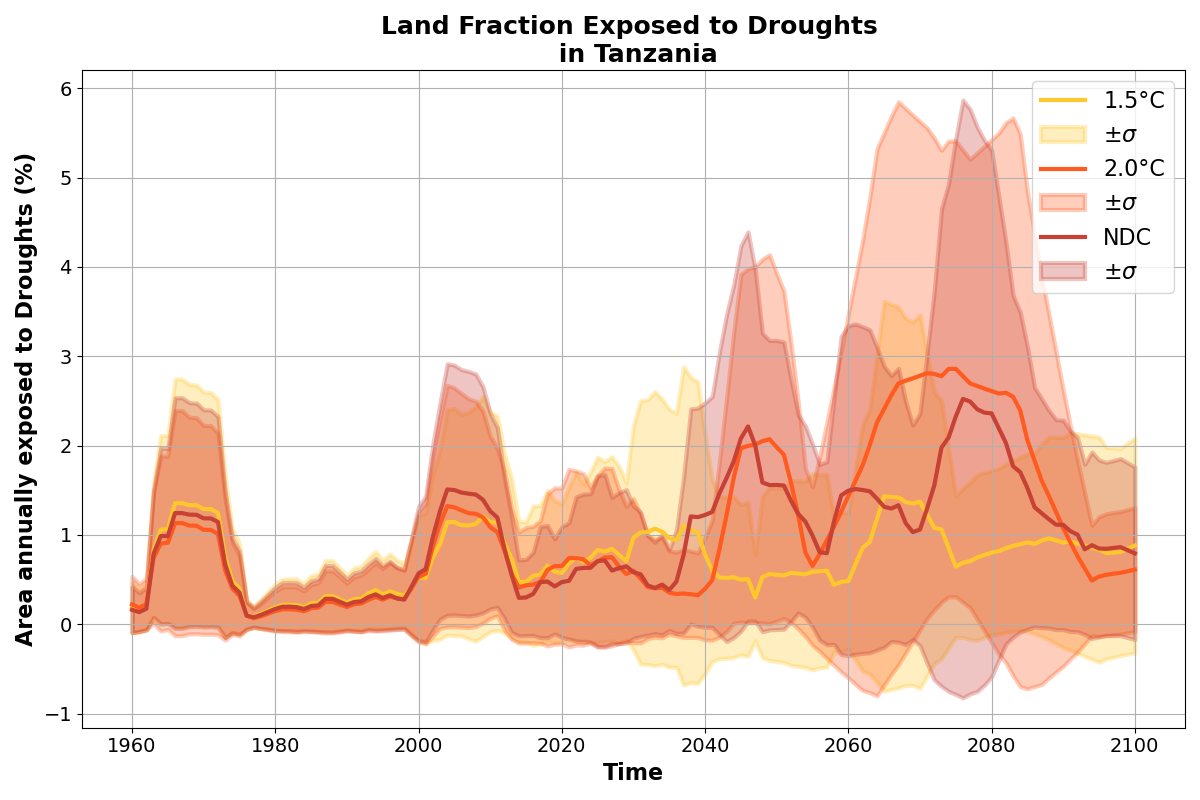 Land Fraction Exposed to Droughts
in Tanzania
Area annually exposed to Droughts (%)
6
5
4
3
2
1
0
−1
1960
1980
2000
2020
2040
2060
2080
2100
Time
1.5°C
±σ
2.0°C
±σ
NDC
±σ